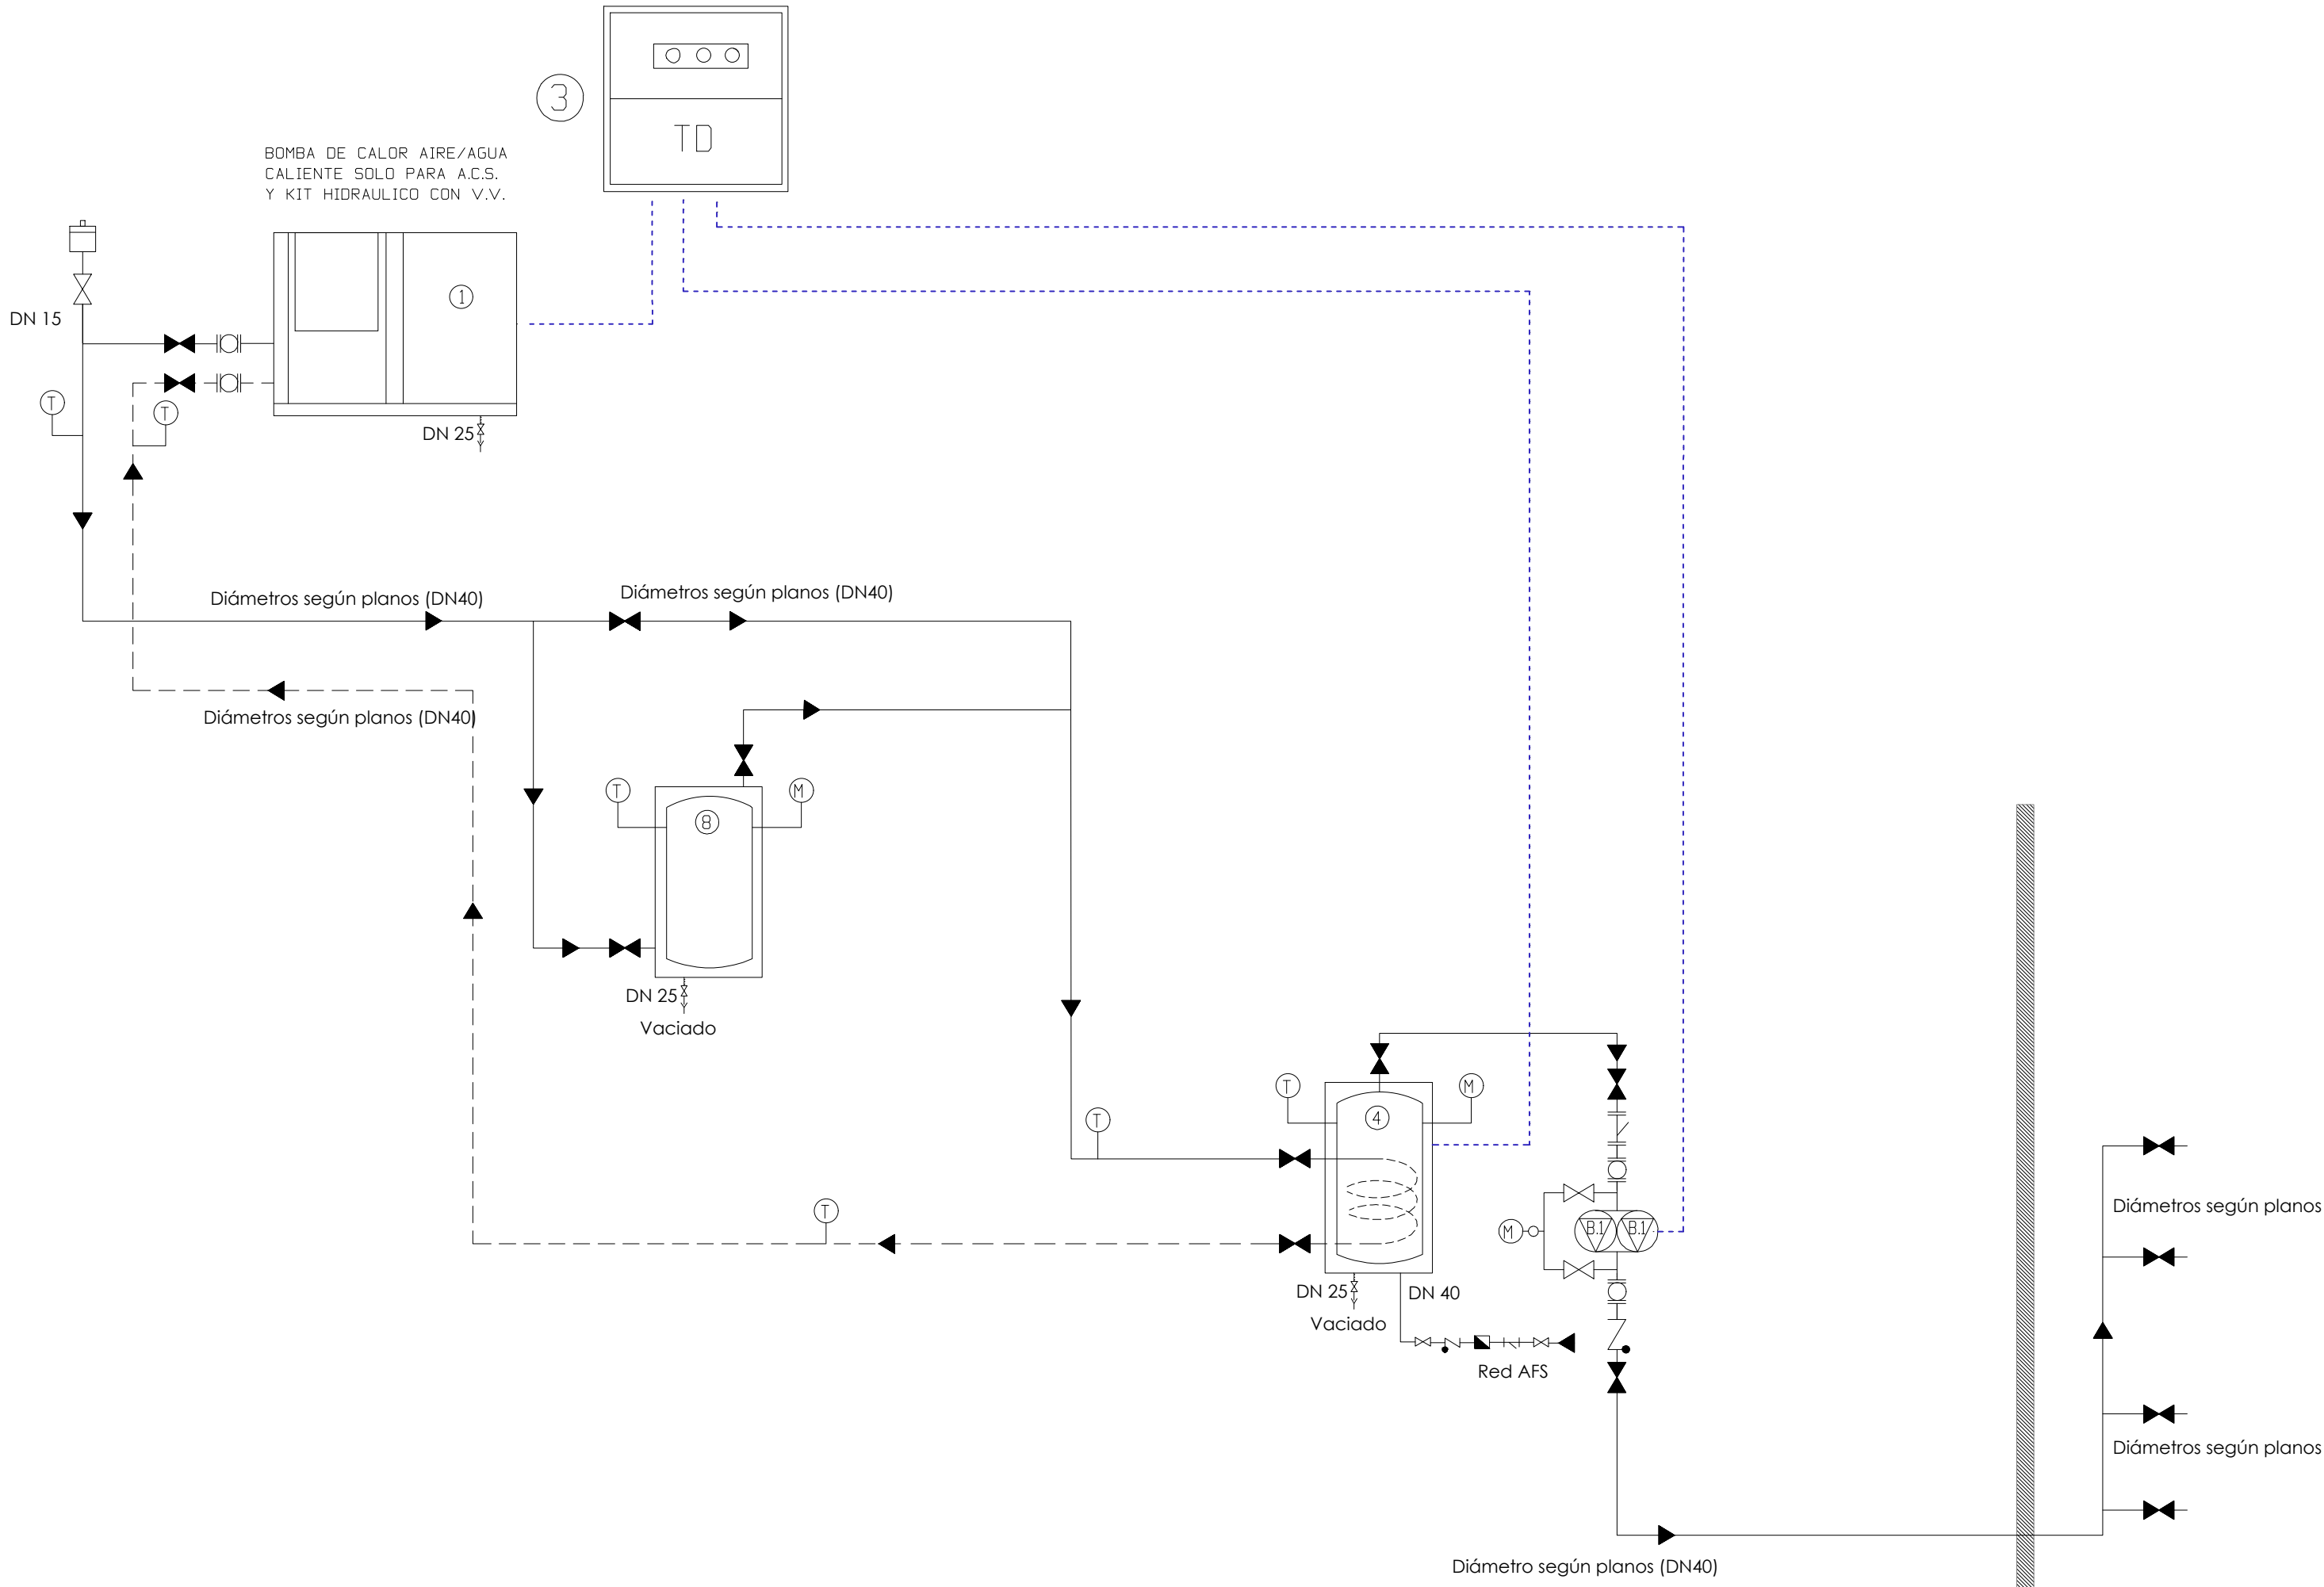 3
TD
BOMBA DE CALOR AIRE/AGUA
CALIENTE SOLO PARA A.C.S.
Y KIT HIDRAULICO CON V.V.
1
DN 15
T
T
DN 25
Diámetros según planos (DN40)
Diámetros según planos (DN40)
Diámetros según planos (DN40)
T
M
8
DN 25
Vaciado
T
M
4
T
T
M
B.1
B.1
DN 25
DN 40
Vaciado
Red AFS
Diámetros según planos
Diámetros según planos
Diámetro según planos (DN40)